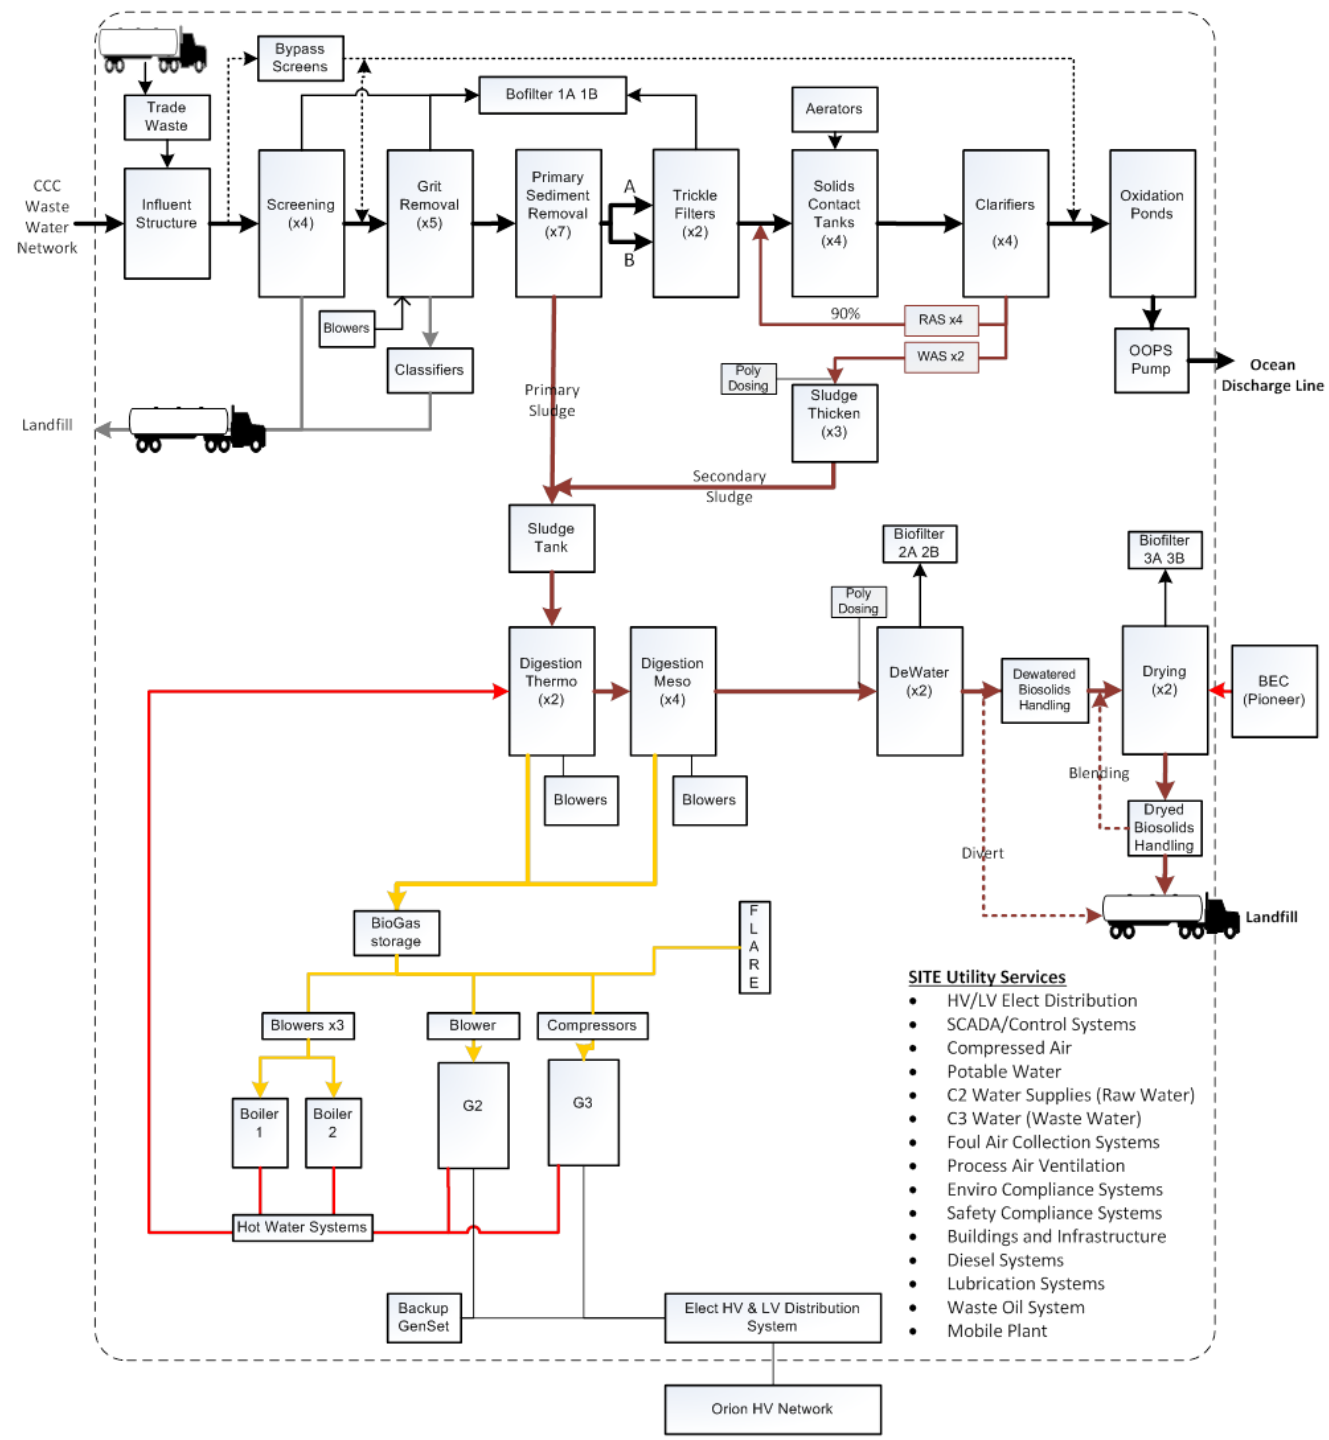 Bypass
Screens
Bofilter 1A 1B
Trade
Waste
Aerators
CCC
Waste
Water
Network
Influent
Structure
Screening
(x4)
Grit
Removal
(x5)
Primary
Sediment
Removal
(x7)
A
B
Trickle
Filters
(x2)
Solids
Contact
Tanks
(x4)
Clarifiers
(x4)
Oxidation
Ponds
Blowers
Classifiers
90%
RAS x4
WAS x2
OOPS
Pump
Ocean
Discharge Line
Poly
Dosing
Sludge
Thicken
(x3)
Primary
Sludge
Landfill
Secondary
Sludge
Sludge
Tank
Biofilter
2A 2B
Biofilter
3A 3B
Poly
Dosing
Digestion
Thermo
(x2)
Digestion
Meso
(x4)
DeWater
(x2)
Dewatered
Biosolids
Handling
Drying
(x2)
BEC
(Pioneer)
Blowers
Blowers
Blending
Dryed
Biosolids
Handling
Divert
Landfill
BioGas
storage
F
L
A
R
E
Blowers x3
Blower
Compressors
Boiler
1
Boiler
2
G2
G3
Hot Water Systems
Backup
GenSet
Elect HV & LV Distribution
System
Orion HV Network
SITE Utility Services
• HV/LV Elect Distribution
• SCADA/Control Systems
• Compressed Air
• Potable Water
• C2 Water Supplies (Raw Water)
• C3 Water (Waste Water)
• Foul Air Collection Systems
• Process Air Ventilation
• Enviro Compliance Systems
• Safety Compliance Systems
• Buildings and Infrastructure
• Diesel Systems
• Lubrication Systems
• Waste Oil System
• Mobile Plant